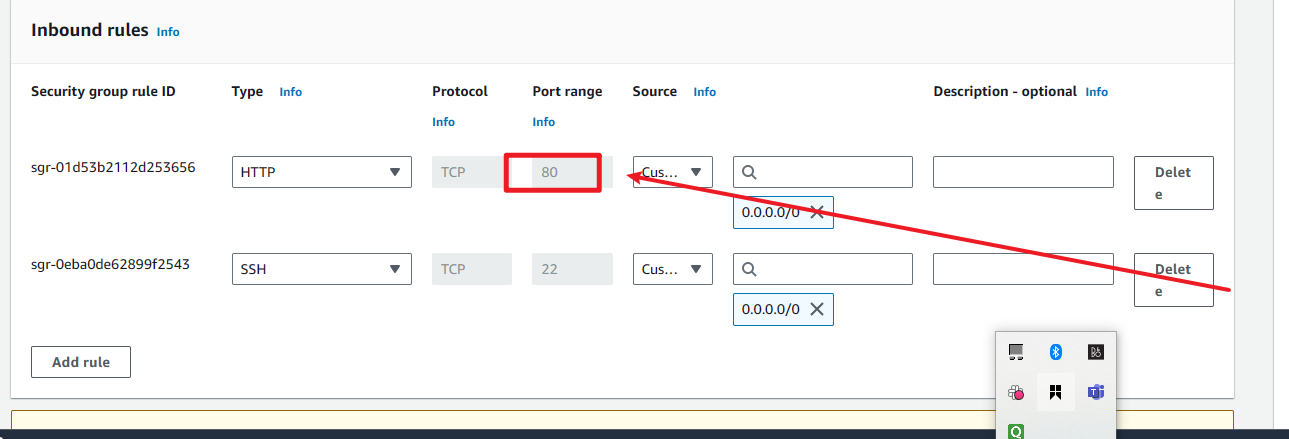 Inbound rules Info
Security group rule ID Type Info Protocol Info Port range Info Source Info Description - optional Info
sgr-01d53b2112d253656 HTTP TCP 80 Cus... Delet
0.0.0.0/0 e
sgr-0eba0de62899f2543 SSH TCP 22 Cus... Delet
0.0.0.0/0 e
Add rule